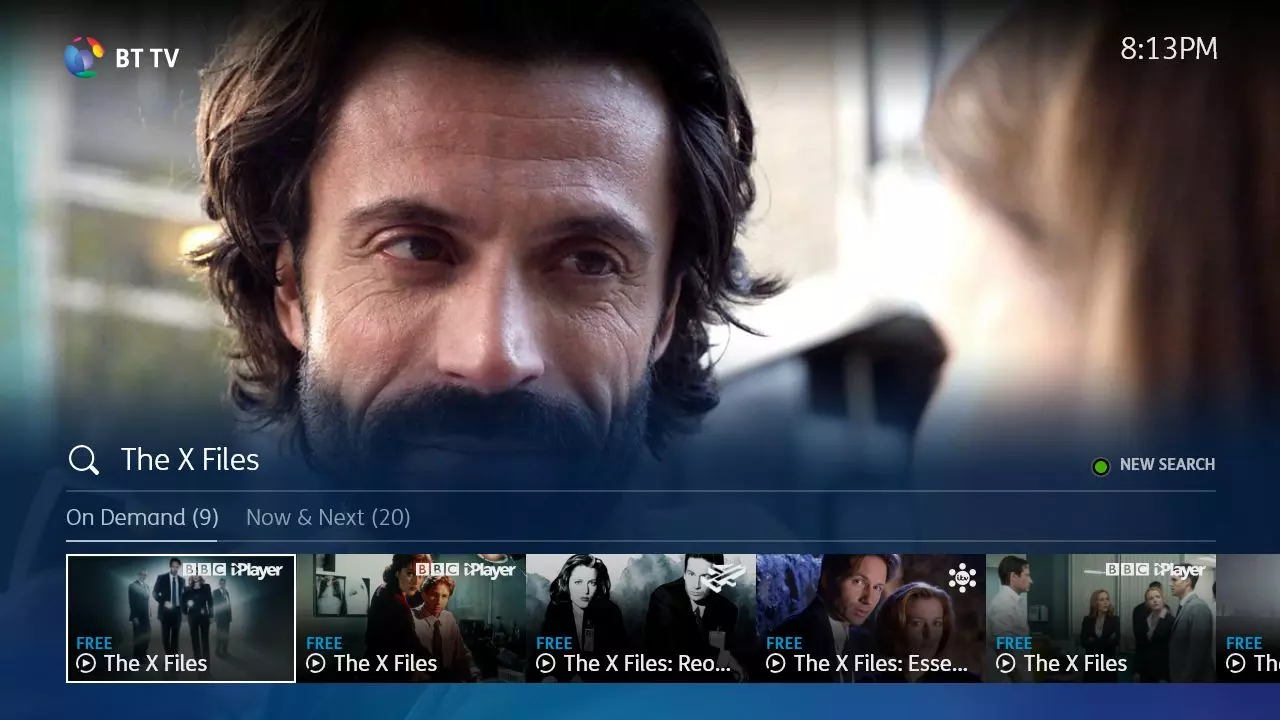 BT TV
8:13PM
The X Files
NEW SEARCH
On Demand (9)
Now & Next (20)
BBC iPlayer
BBC iPlayer
itv
BBC iPlayer
FREE
FREE
FREE
FREE
FREE
FREE
The X Files
The X Files
The X Files: Reo...
The X Files: Esse...
The X Files
Th